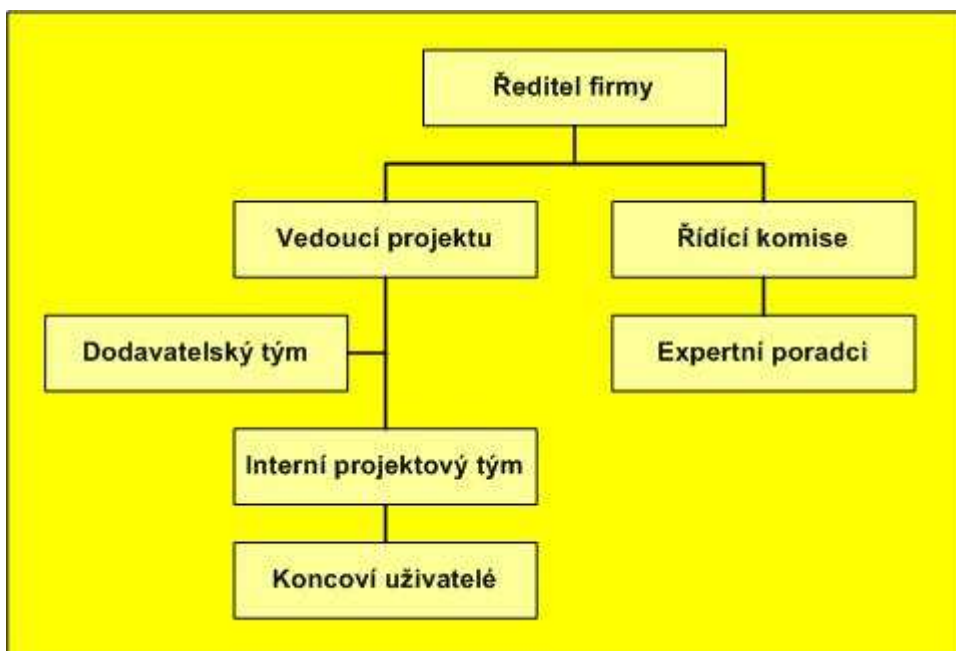 Ředitel firmy
Vedoucí projektu
Řídící komise
Dodavatelský tým
Expertní poradci
Interní projektový tým
Koncoví uživatelé